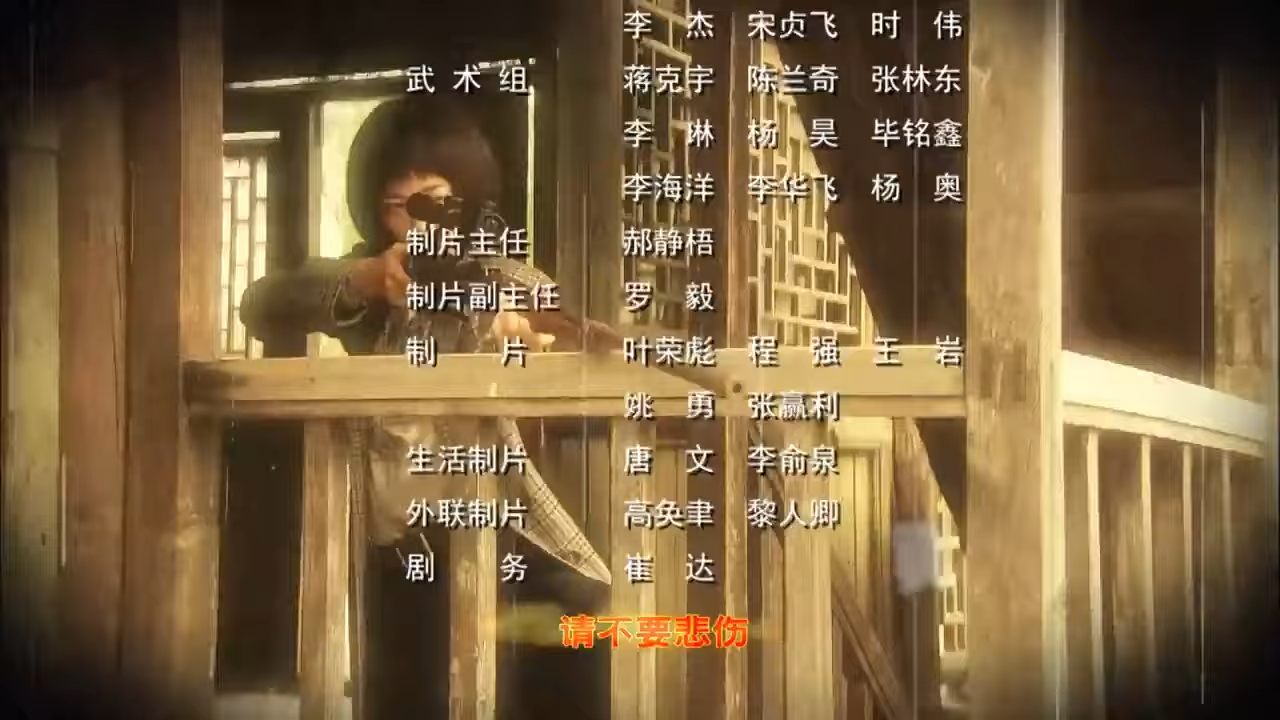 李 杰 宋贞飞 时 伟
武术组 蒋克宇 陈兰奇 张林东
李 琳 杨 昊 毕铭鑫
李海洋 李华飞 杨 奥
制片主任 郝静梧
制片副主任 罗 毅
制 片 叶荣彪 程 强 王 岩
姚 勇 张赢利
生活制片 唐 文 李俞泉
外联制片 高奂聿 黎人卿
剧 务 崔 达
请不要悲伤